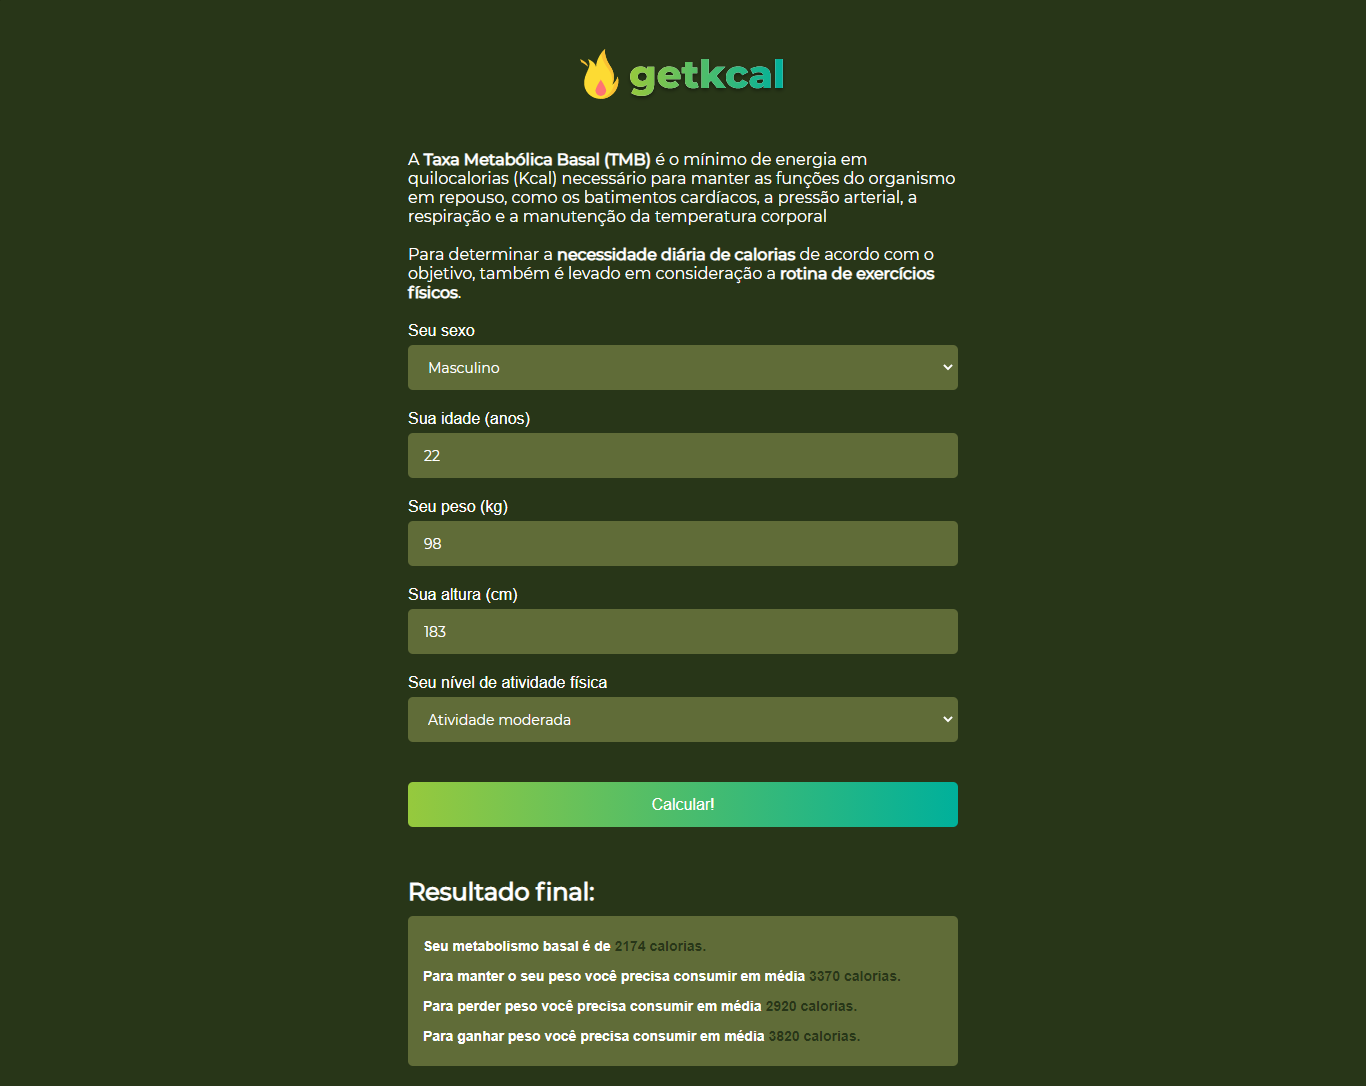 getkcal
A Taxa Metabólica Basal (TMB) é o mínimo de energia em
quilocalorias (Kcal) necessário para manter as funções do organismo
em repouso, como os batimentos cardíacos, a pressão arterial, a
respiração e a manutenção da temperatura corporal
Para determinar a necessidade diária de calorias de acordo com o
objetivo, também é levado em consideração a rotina de exercícios
físicos.
Seu sexo
Masculino
Sua idade (anos)
22
Seu peso (kg)
98
Sua altura (cm)
183
Seu nível de atividade física
Atividade moderada
Calcular!
Resultado final:
Seu metabolismo basal é de 2174 calorias.
Para manter o seu peso você precisa consumir em média 3370 calorias.
Para perder peso você precisa consumir em média 2920 calorias.
Para ganhar peso você precisa consumir em média 3820 calorias.